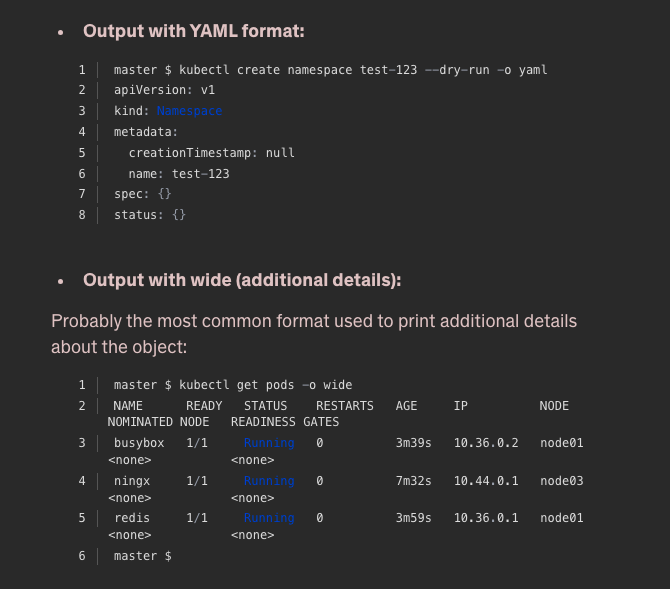 Output with YAML format:
1 master $ kubectl create namespace test-123 --dry-run -o yaml
2 apiVersion: v1
3 kind: Namespace
4 metadata:
5 creationTimestamp: null
6 name: test-123
7 spec: {}
8 status: {}
Output with wide (additional details):
Probably the most common format used to print additional details
about the object:
1 master $ kubectl get pods -o wide
2 NAME READY STATUS RESTARTS AGE IP NODE
NOMINATED NODE READINESS GATES
3 busybox 1/1 Running 0 3m39s 10.36.0.2 node01
<none> <none>
4 ningx 1/1 Running 0 7m32s 10.44.0.1 node03
<none> <none>
5 redis 1/1 Running 0 3m59s 10.36.0.1 node01
<none> <none>
6 master $